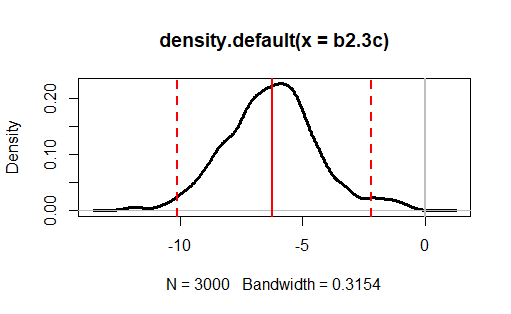 density.default(x = b2.3c)
Density
0.20
0.10
0.00
-10
-5
0
N = 3000   Bandwidth = 0.3154